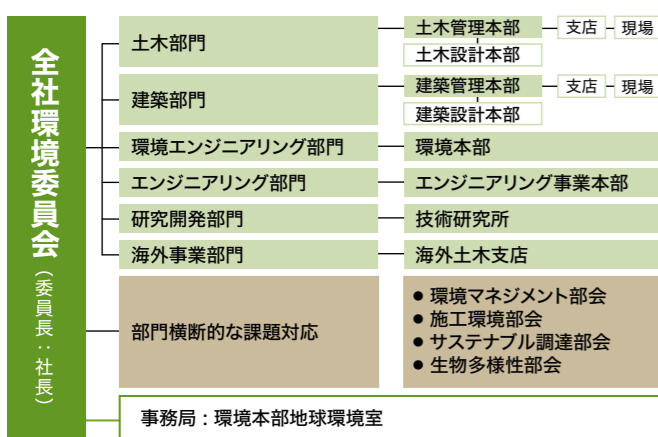 全社環境委員会
（委員長：社長）
土木部門
土木管理本部
支店
現場
土木設計本部
建築部門
建築管理本部
支店
現場
建築設計本部
環境エンジニアリング部門
環境本部
エンジニアリング部門
エンジニアリング事業本部
研究開発部門
技術研究所
海外事業部門
海外土木支店
部門横断的な課題対応
● 環境マネジメント部会
● 施工環境部会
● サステナブル調達部会
● 生物多様性部会
事務局：環境本部地球環境室